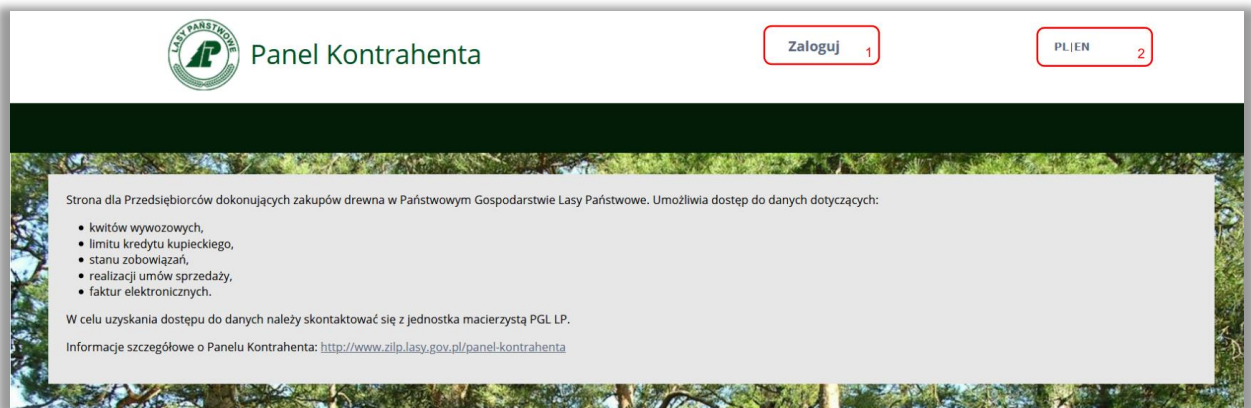 LASY PAŃSTWOWE
Panel Kontrahenta
Zaloguj 1
PL|EN 2
Strona dla Przedsiębiorców dokonujących zakupów drewna w Państwowym Gospodarstwie Lasy Państwowe. Umożliwia dostęp do danych dotyczących:
• kwitów wywozowych,
• limitu kredytu kupieckiego,
• stanu zobowiązań,
• realizacji umów sprzedaży,
• faktur elektronicznych.
W celu uzyskania dostępu do danych należy skontaktować się z jednostka macierzystą PGL LP.
Informacje szczegółowe o Panelu Kontrahenta: http://www.zilp.lasy.gov.pl/panel-kontrahenta